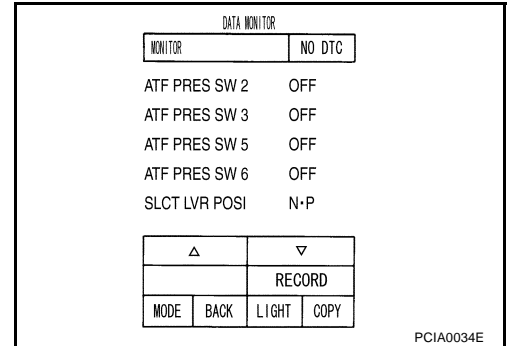 DATA MONITOR
MONITOR NO DTC
ATF PRES SW 2 OFF
ATF PRES SW 3 OFF
ATF PRES SW 5 OFF
ATF PRES SW 6 OFF
SLCT LVR POSI N·P
△ ▽
RECORD
MODE BACK LIGHT COPY
PCIA0034E